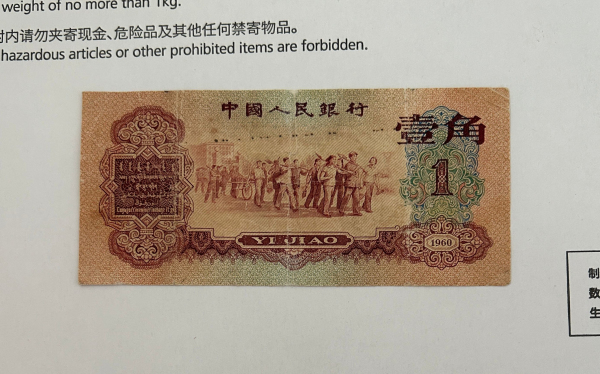 weight of no more than 1kg.
内请勿夹寄现金、危险品及其他任何禁寄物品。
hazardous articles or other prohibited items are forbidden.
中國人民銀行
壹角
1
YI JIAO
1960
制
数
生